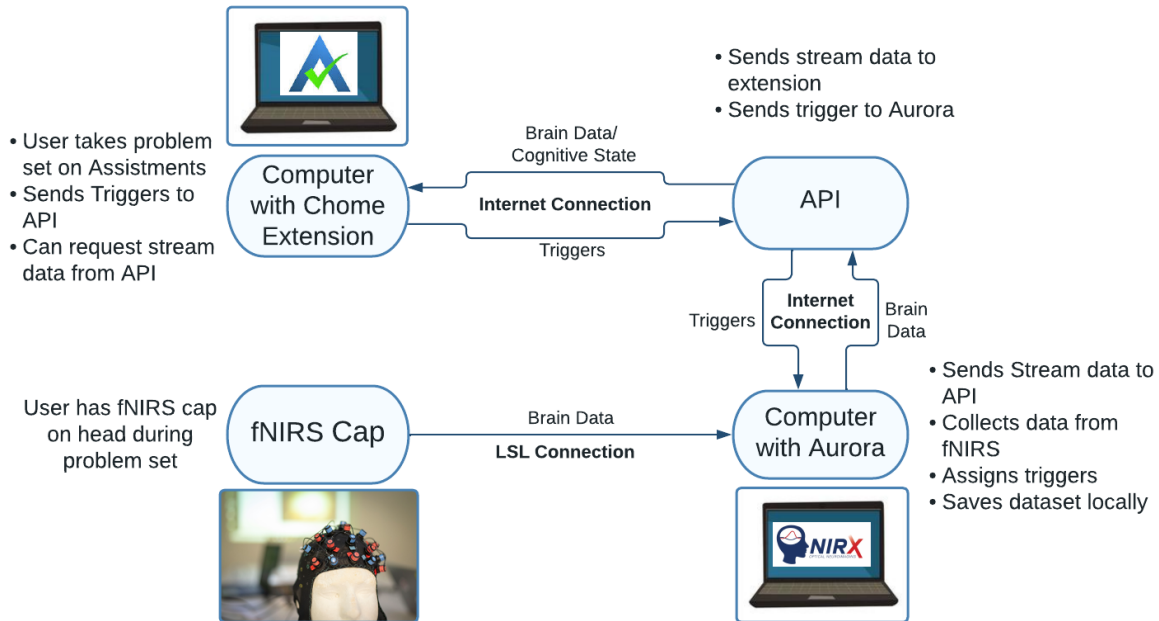 • User takes problem
set on Assistments
• Sends Triggers to
API
• Can request stream
data from API
Computer
with Chome
Extension
Brain Data/
Cognitive State
Internet Connection
Triggers
• Sends stream data to
extension
• Sends trigger to Aurora
API
Triggers
Internet
Connection
Brain
Data
User has fNIRS cap
on head during
problem set
fNIRS Cap
Brain Data
LSL Connection
Computer
with Aurora
• Sends Stream data to
API
• Collects data from
fNIRS
• Assigns triggers
• Saves dataset locally
NIRX